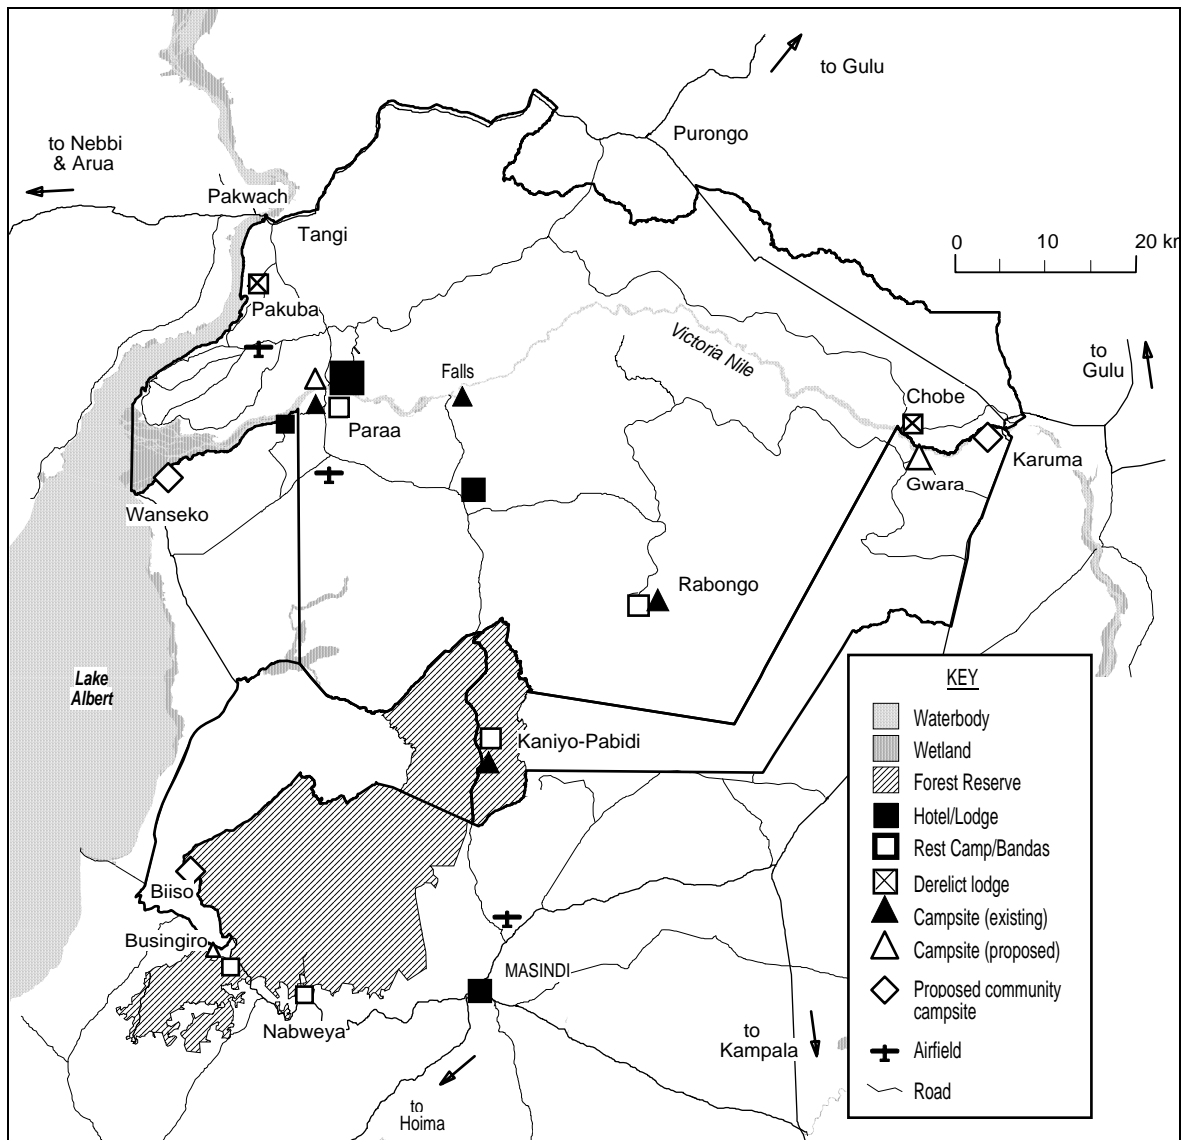 to Gulu
Purongo
to Nebbi
& Arua
Pakwach
Tangi
0 10 20 km
Pakuba
Victoria Nile
to
Gulu
Falls
Chobe
Paraa
Karuma
Gwara
Wanseko
Rabongo
Lake
Albert
Kaniyo-Pabidi
Biiso
Busingiro
MASINDI
Nabweya
to
Kampala
to
Hoima
KEY
Waterbody
Wetland
Forest Reserve
Hotel/Lodge
Rest Camp/Bandas
Derelict lodge
Campsite (existing)
Campsite (proposed)
Proposed community
campsite
Airfield
Road